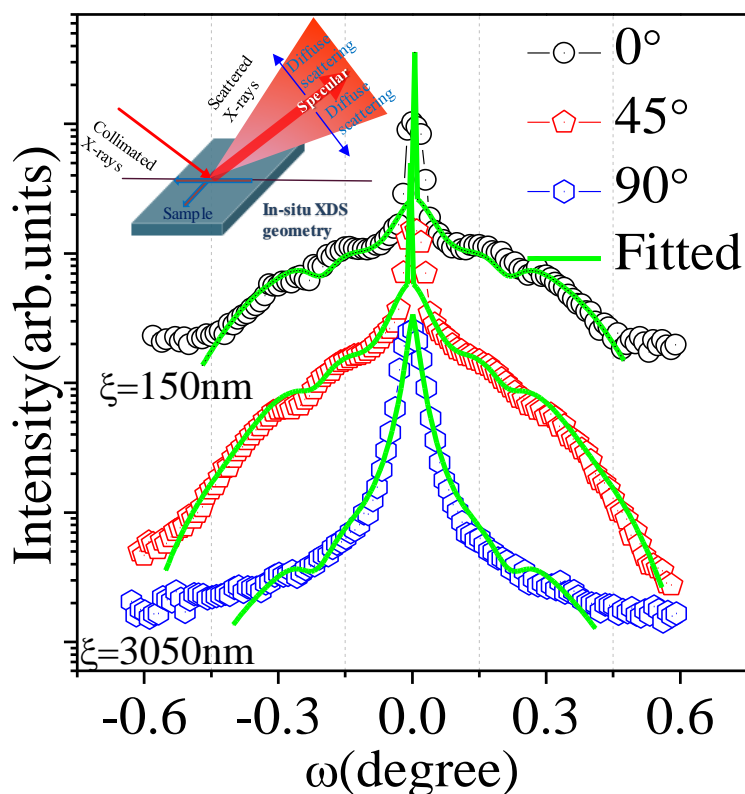 Diffuse
scattering
Specular
Diffuse
scattering
Scattered
X-rays
Collimated
X-rays
Sample
In-situ XDS
geometry
0°
45°
90°
Fitted
Intensity(arb.units)
ξ=150nm
ξ=3050nm
-0.6 -0.3 0.0 0.3 0.6
ω(degree)